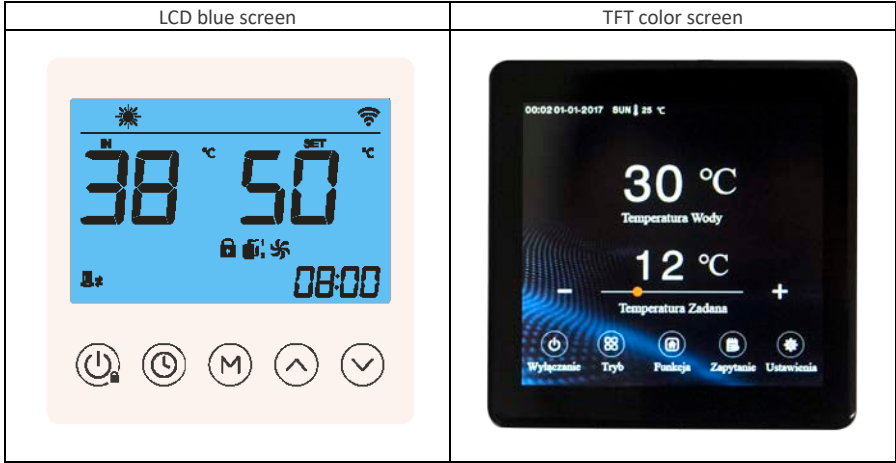 LCD blue screen
TFT color screen
IN
SET
38 °C 50 °C
08:00
M
00:02 01-01-2017 SUN 25 °C
30 °C
Temperatura Wody
12 °C
- +
Temperatura Zadana
Wyłączanie Tryb Funkcja Zapytanie Ustawienia